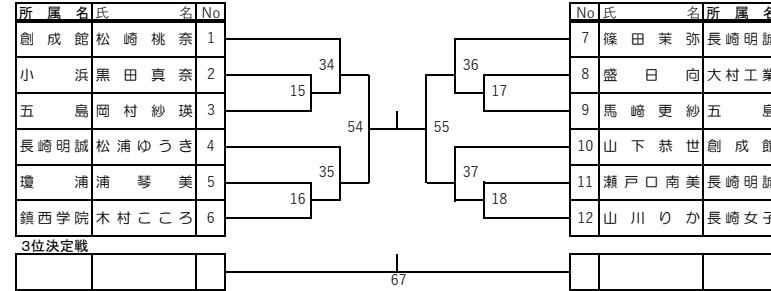 所属名 氏名 No
創成館 松崎桃奈 1
小浜 黒田真奈 2
五島 岡村紗瑛 3
長崎明誠 松浦ゆうき 4
瓊浦 浦琴美 5
鎮西学院 木村こころ 6
34
15
54
35
16
No 氏名 所属名
7 篠田茉弥 長崎明誠
8 盛日向 大村工業
9 馬﨑更紗 五島
10 山下恭世 創成館
11 瀬戸口南美 長崎明誠
12 山川りか 長崎女子
36
17
55
37
18
3位決定戦
67